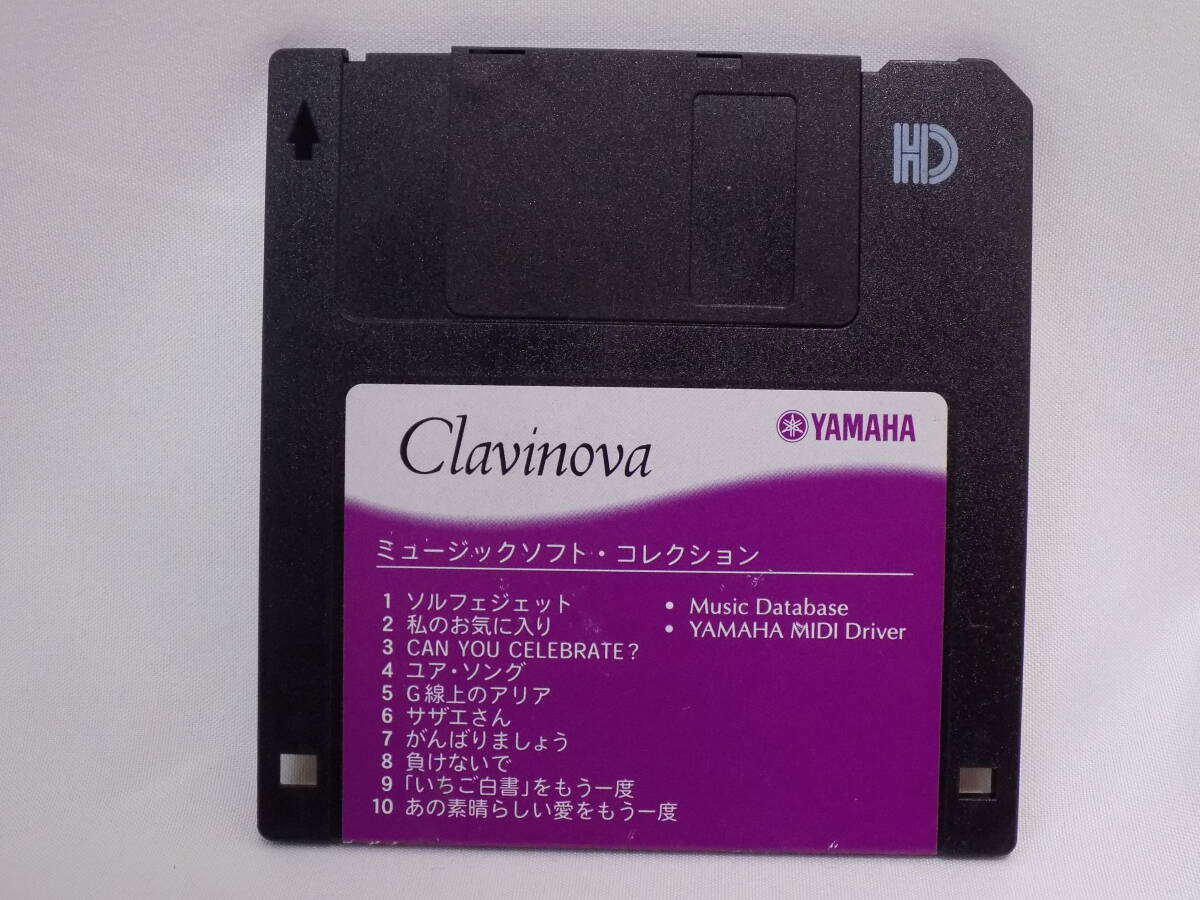 HD
Clavinova
YAMAHA
ミュージックソフト・コレクション
1 ソルフェジェット
2 私のお気に入り
3 CAN YOU CELEBRATE?
4 ユア・ソング
5 G線上のアリア
6 サザエさん
7 がんばりましょう
8 負けないで
9 「いちご白書」をもう一度
10 あの素晴らしい愛をもう一度
• Music Database
• YAMAHA MIDI Driver